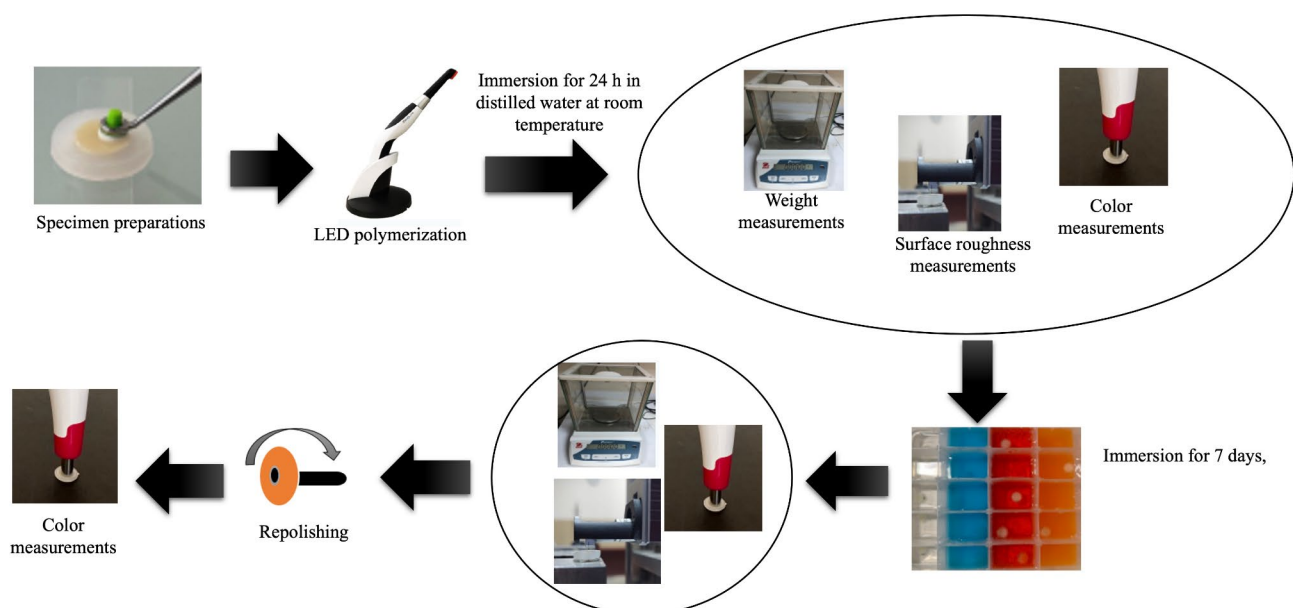 Specimen preparations
LED polymerization
Immersion for 24 h in
distilled water at room
temperature
Weight
measurements
Surface roughness
measurements
Color
measurements
Immersion for 7 days,
Repolishing
Color
measurements